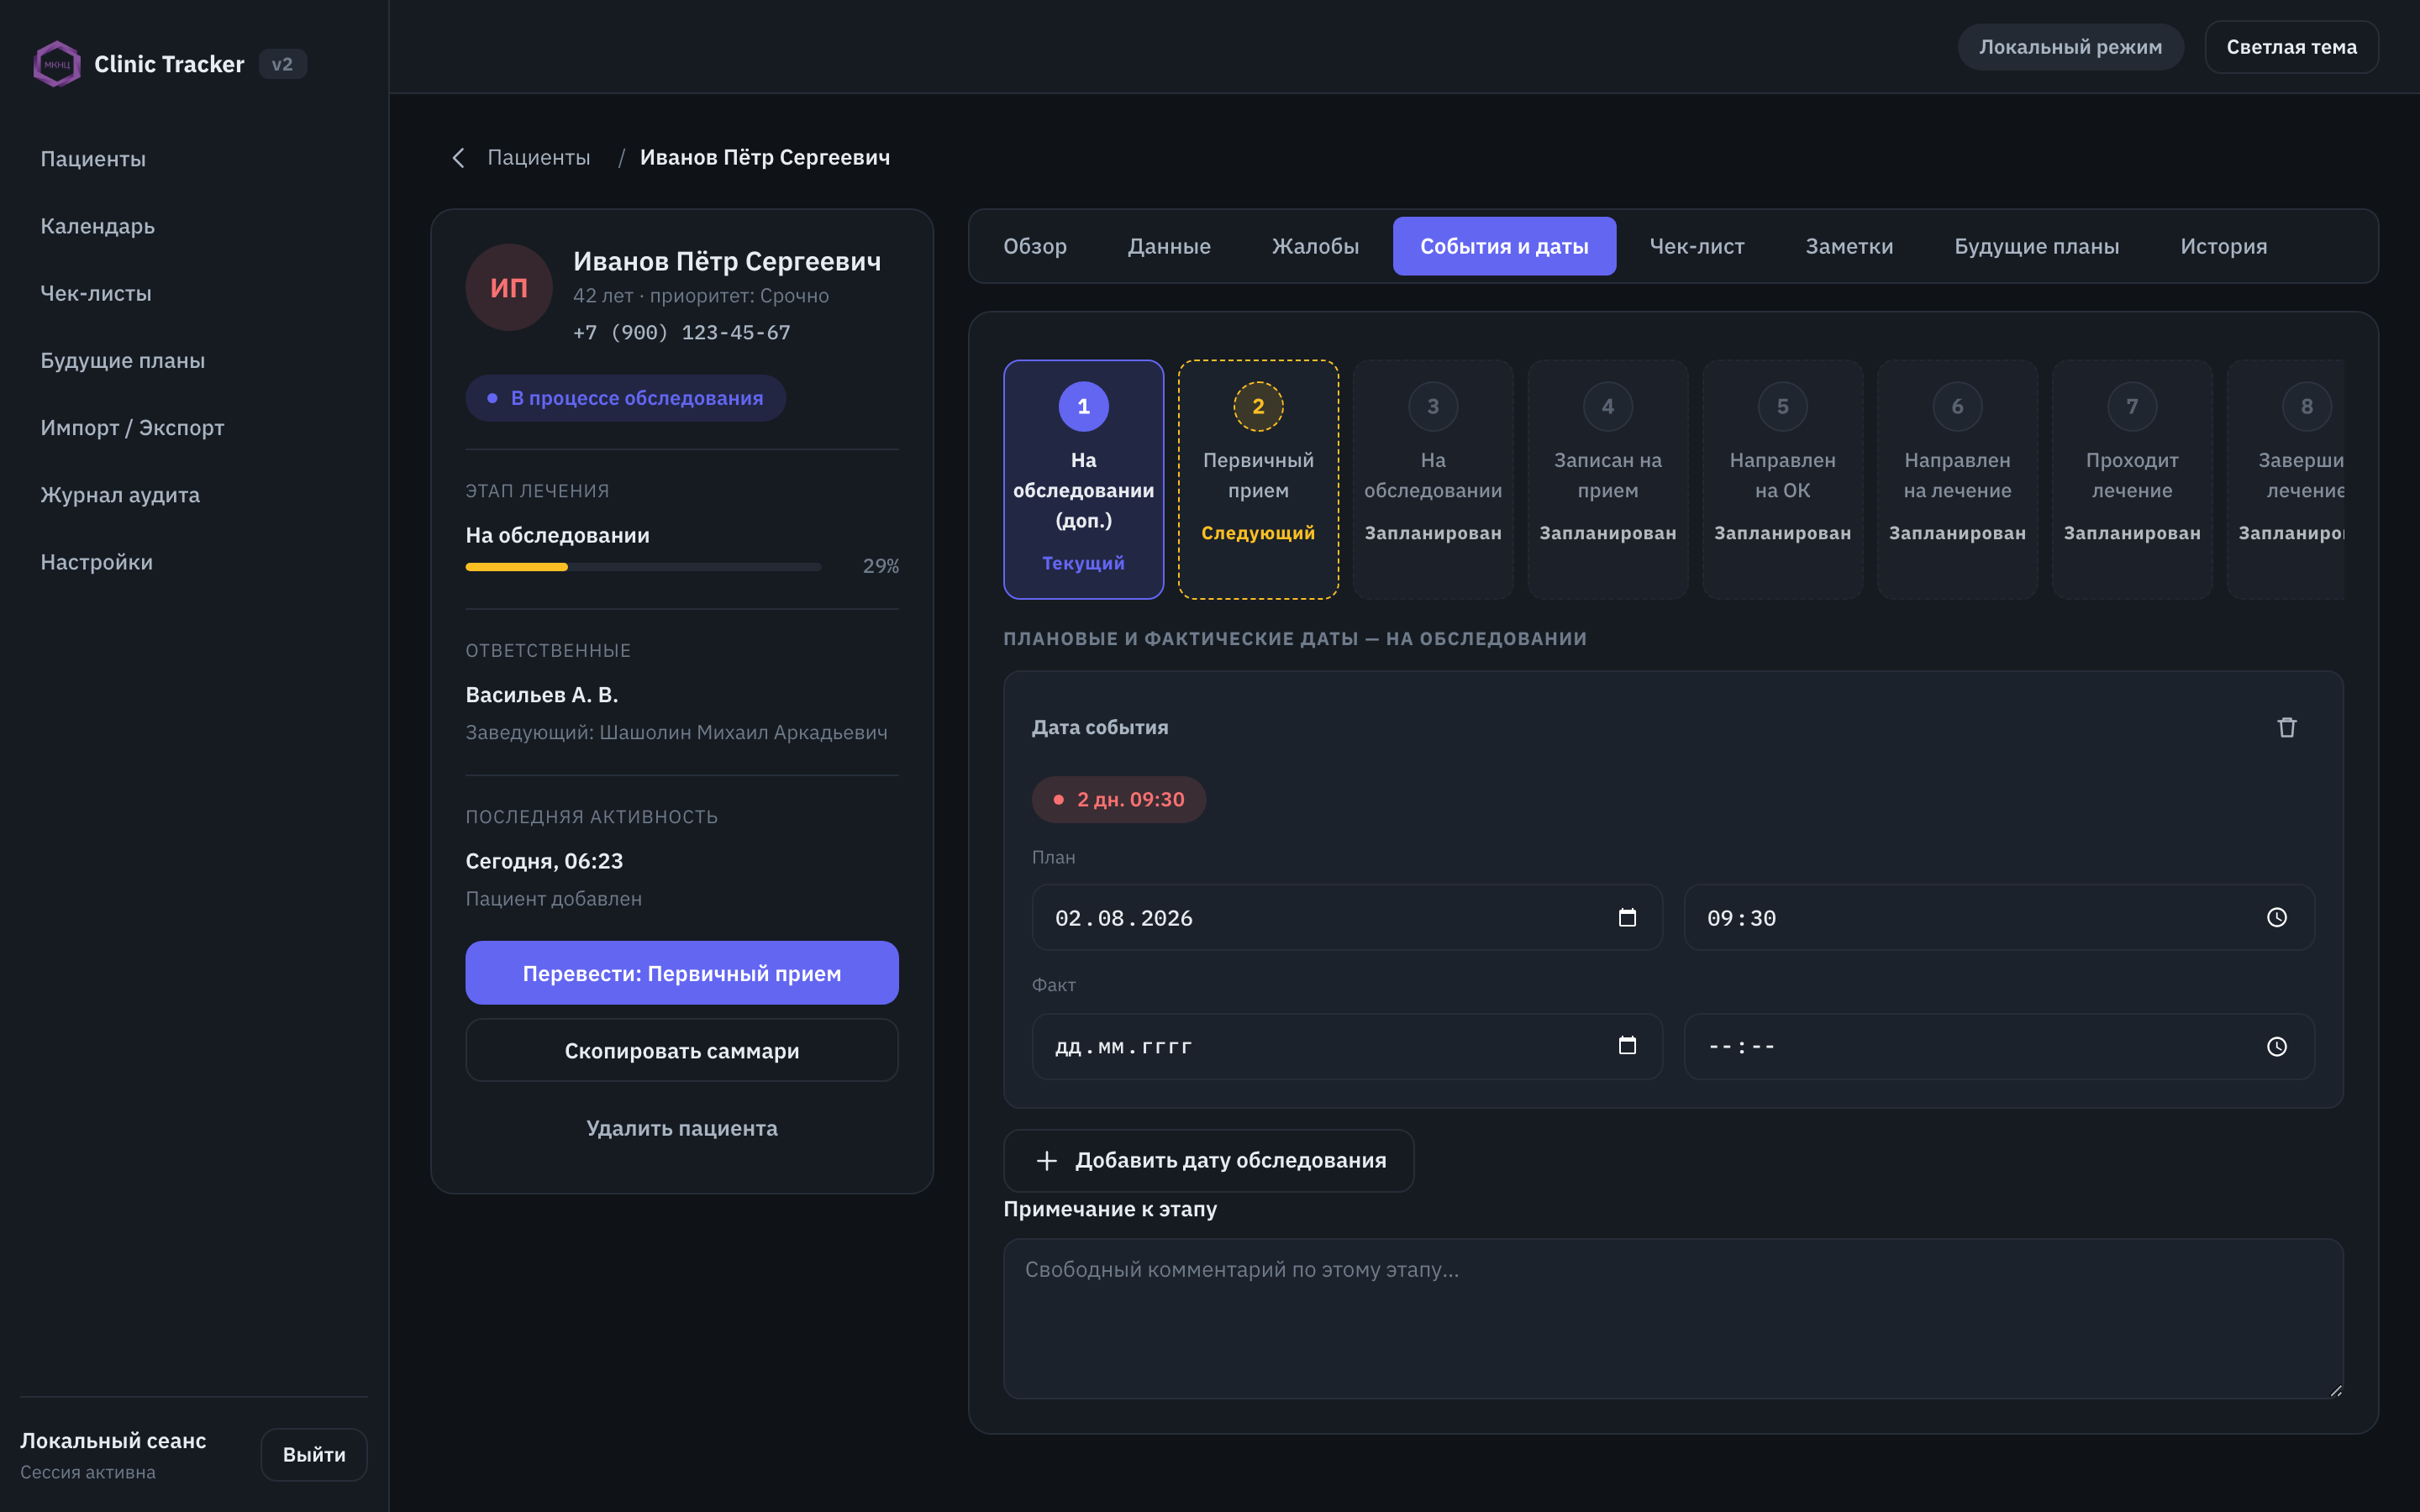 МКНЦ
Clinic Tracker
v2
Пациенты
Календарь
Чек-листы
Будущие планы
Импорт / Экспорт
Журнал аудита
Настройки
Локальный сеанс
Сессия активна
Выйти
Локальный режим
Светлая тема
Пациенты / Иванов Пётр Сергеевич
ИП
Иванов Пётр Сергеевич
42 лет · приоритет: Срочно
+7 (900) 123-45-67
В процессе обследования
ЭТАП ЛЕЧЕНИЯ
На обследовании
29%
ОТВЕТСТВЕННЫЕ
Васильев А. В.
Заведующий: Шашолин Михаил Аркадьевич
ПОСЛЕДНЯЯ АКТИВНОСТЬ
Сегодня, 06:23
Пациент добавлен
Перевести: Первичный прием
Скопировать саммари
Удалить пациента
Обзор
Данные
Жалобы
События и даты
Чек-лист
Заметки
Будущие планы
История
1
На
обследовании
(доп.)
Текущий
2
Первичный
прием
Следующий
3
На
обследовании
Запланирован
4
Записан на
прием
Запланирован
5
Направлен
на ОК
Запланирован
6
Направлен
на лечение
Запланирован
7
Проходит
лечение
Запланирован
8
Заверши
лечение
Запланиро
ПЛАНОВЫЕ И ФАКТИЧЕСКИЕ ДАТЫ — НА ОБСЛЕДОВАНИИ
Дата события
2 дн. 09:30
План
02.08.2026
09:30
Факт
дд.мм.гггг
--:--
Добавить дату обследования
Примечание к этапу
Свободный комментарий по этому этапу...